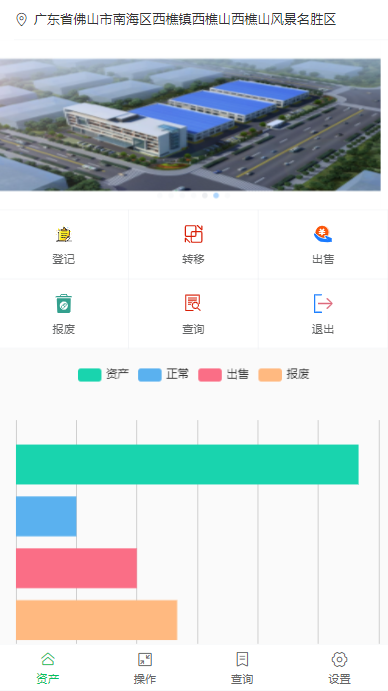 广东省佛山市南海区西樵镇西樵山西樵山风景名胜区
登记 转移 出售
报废 查询 退出
资产 正常 出售 报废
资产 操作 查询 设置